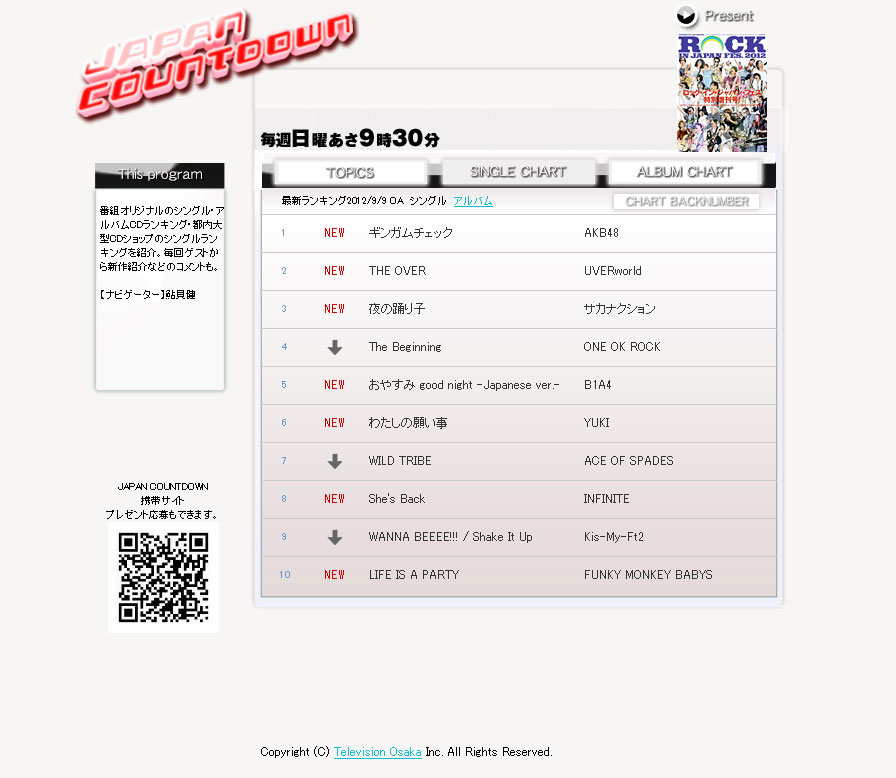 JAPAN
COUNTDOWN
Present
ROCK
IN JAPAN FES. 2012
ロック・イン・ジャパン・フェス
特別増刊号!
毎週日曜あさ9時30分
This program
番組オリジナルのシングル・ア
ルバムCDランキング・都内大
型CDショップのシングルラン
キングを紹介。毎回ゲストか
ら新作紹介などのコメントも。
【ナビゲーター】鮎貝健
TOPICS
SINGLE CHART
ALBUM CHART
最新ランキング2012/9/9 O.A. シングル アルバム
CHART BACKNUMBER
1 NEW ギンガムチェック AKB48
2 NEW THE OVER UVERworld
3 NEW 夜の踊り子 サカナクション
4 The Beginning ONE OK ROCK
5 NEW おやすみ good night -Japanese ver.- B1A4
6 NEW わたしの願い事 YUKI
7 WILD TRIBE ACE OF SPADES
8 NEW She's Back INFINITE
9 WANNA BEEEE!!! / Shake It Up Kis-My-Ft2
10 NEW LIFE IS A PARTY FUNKY MONKEY BABYS
JAPAN COUNTDOWN
携帯サイト
プレゼント応募もできます。
Copyright (C) Television Osaka Inc. All Rights Reserved.